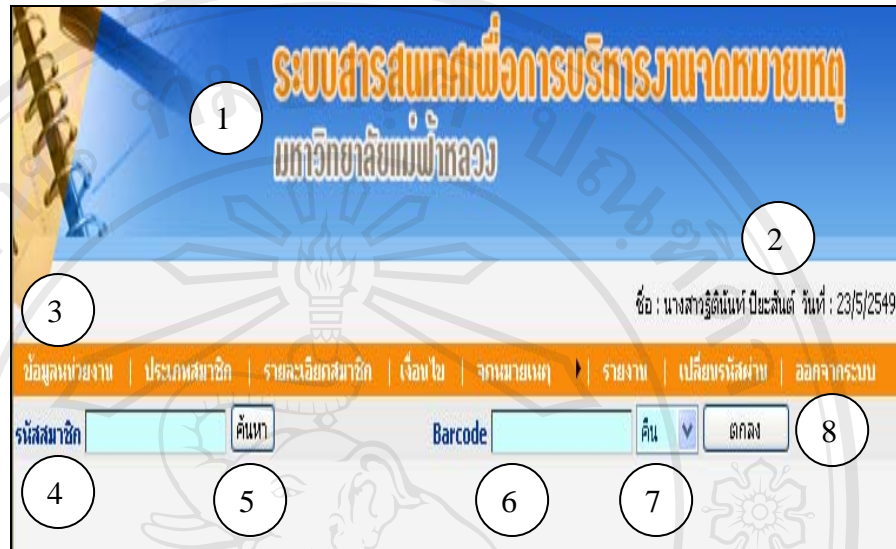 ระบบสารสนเทศเพื่อการบริหารงานจดหมายเหตุ
1
มหาวิทยาลัยแม่ฟ้าหลวง
2
3
ชื่อ : นางสาวฐิตินันท์ ปิยะสันต์ วันที่ : 23/5/2549
ข้อมูลหน่วยงาน | ประเภทสมาชิก | รายละเอียดสมาชิก | เงื่อนไข | จดหมายเหตุ | รายงาน | เปลี่ยนรหัสผ่าน | ออกจากระบบ
รหัสสมาชิก ค้นหา Barcode คืน ตกลง 8
4 5 6 7